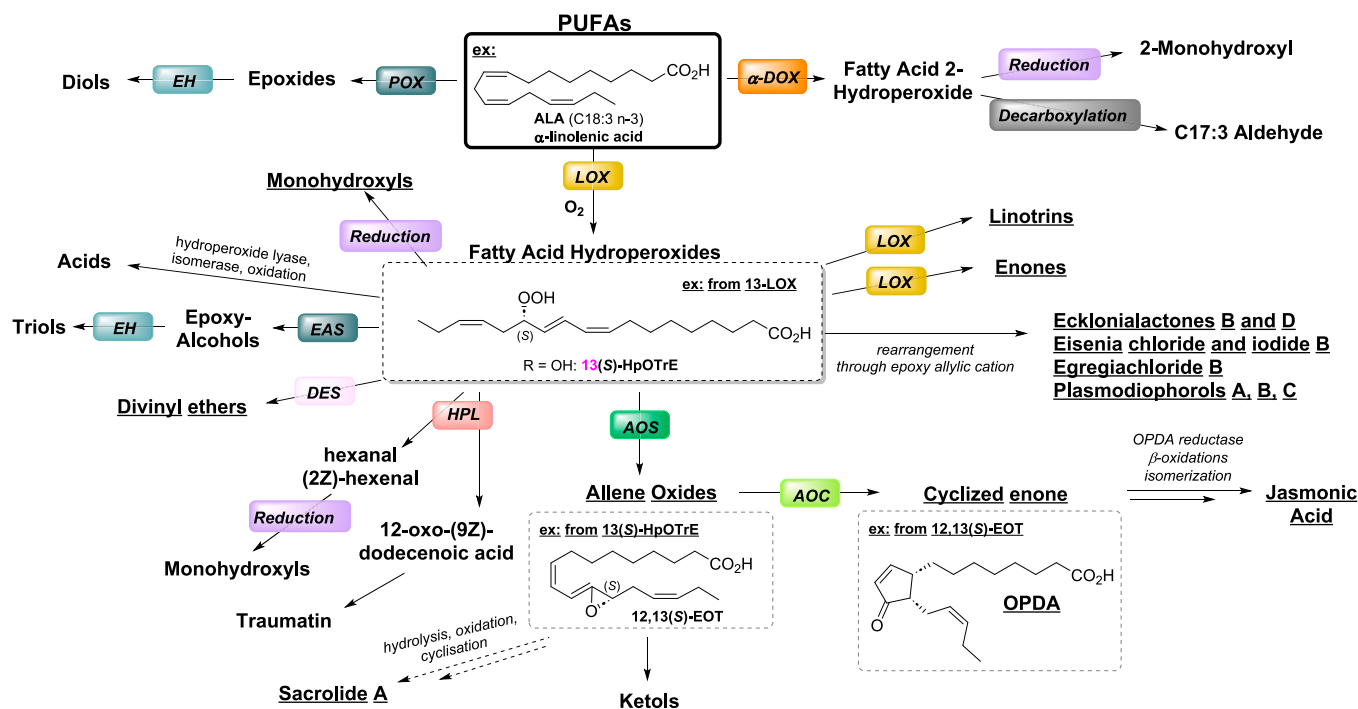 PUFAs
ex:
CO₂H
ALA (C18:3 n-3)
α-linolenic acid
Diols
EH
Epoxides
POX
α-DOX
Fatty Acid 2-
Hydroperoxide
Reduction
2-Monohydroxyl
Decarboxylation
C17:3 Aldehyde
LOX
O₂
Monohydroxyls
Reduction
Fatty Acid Hydroperoxides
Acids
hydroperoxide lyase,
isomerase, oxidation
Triols
EH
Epoxy-
Alcohols
EAS
ex: from 13-LOX
OOH
(S)
CO₂H
R = OH: 13(S)-HpOTrE
LOX
Linotrins
LOX
Enones
rearrangement
through epoxy allylic cation
Ecklonialactones B and D
Eisenia chloride and iodide B
Egregiachloride B
Plasmodiophorols A, B, C
DES
Divinyl ethers
HPL
AOS
hexanal
(2Z)-hexenal
Reduction
Monohydroxyls
12-oxo-(9Z)-
dodecenoic acid
Traumatin
Allene Oxides
AOC
Cyclized enone
OPDA reductase
β-oxidations
isomerization
Jasmonic
Acid
ex: from 13(S)-HpOTrE
CO₂H
(S)
O
12,13(S)-EOT
ex: from 12,13(S)-EOT
CO₂H
O
OPDA
hydrolysis, oxidation,
cyclisation
Sacrolide A
Ketols